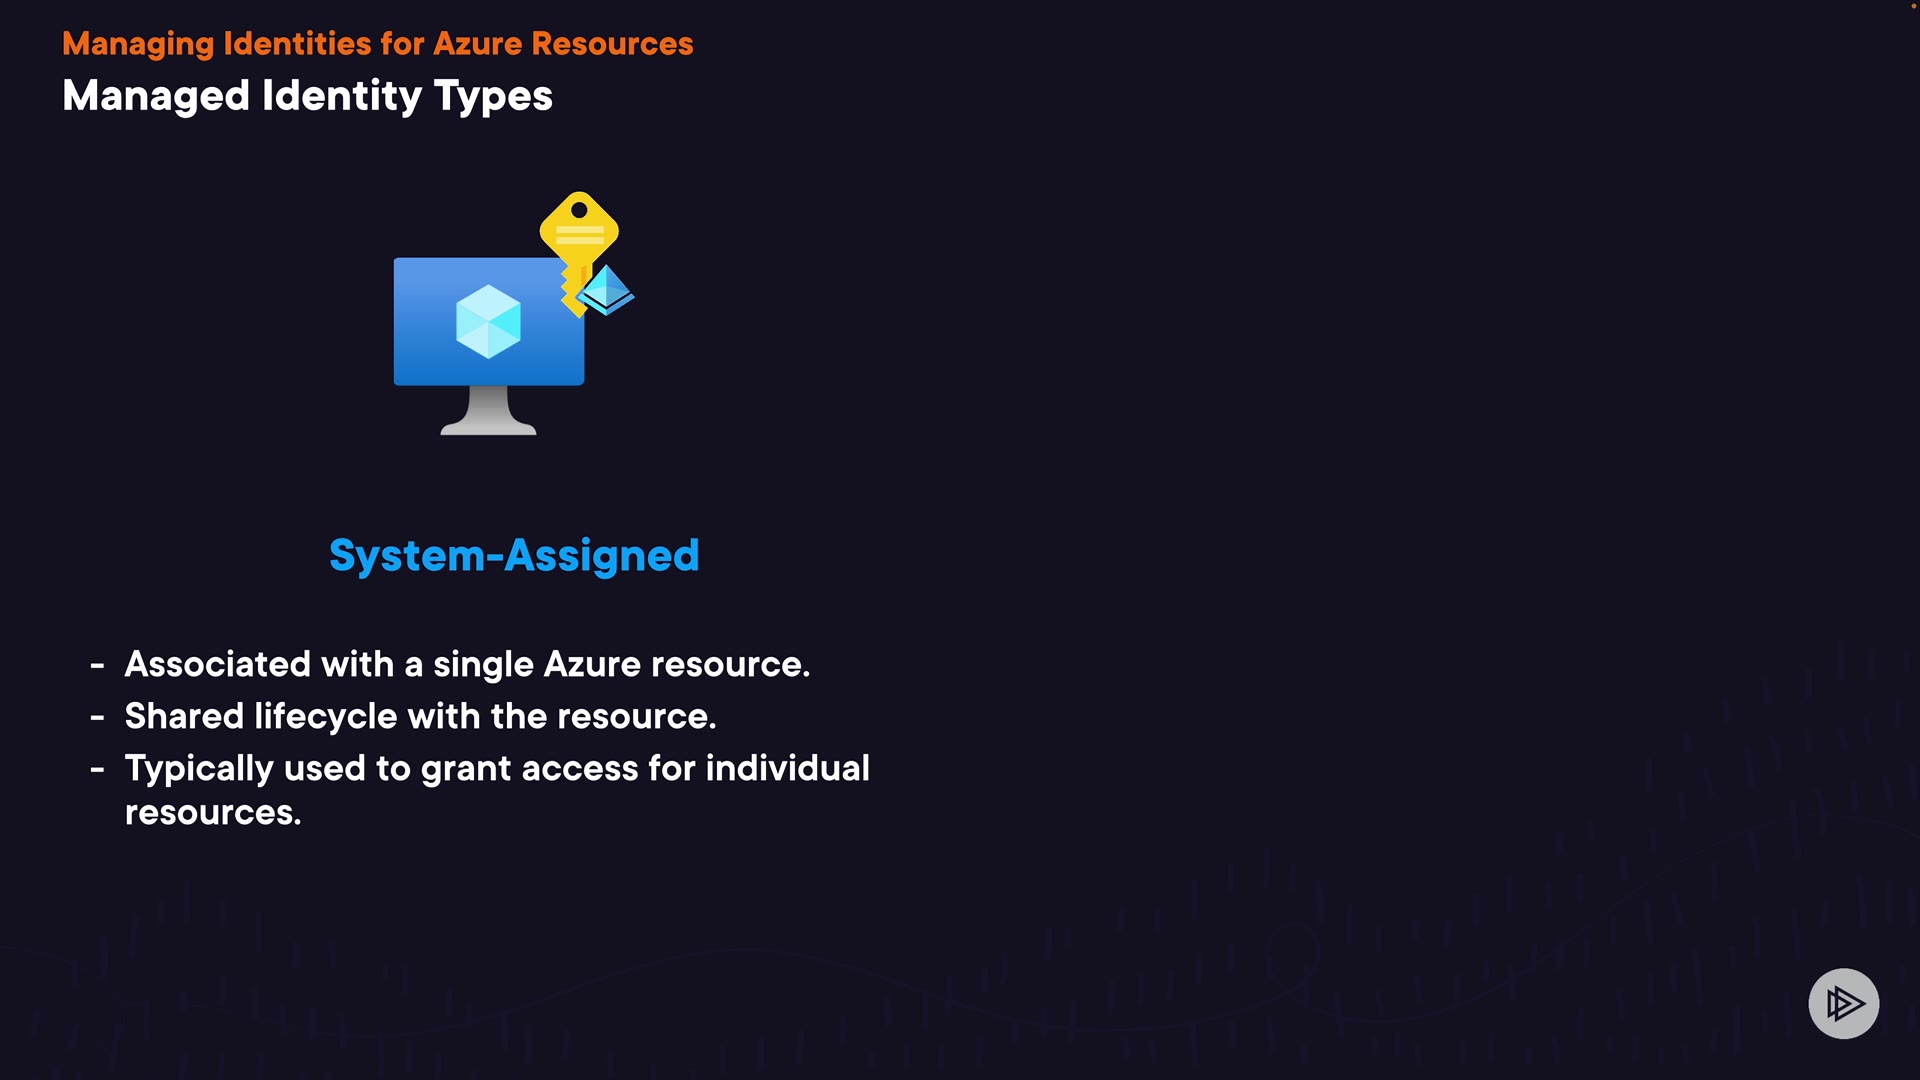 Managing Identities for Azure Resources
Managed Identity Types
System-Assigned
- Associated with a single Azure resource.
- Shared lifecycle with the resource.
- Typically used to grant access for individual
resources.